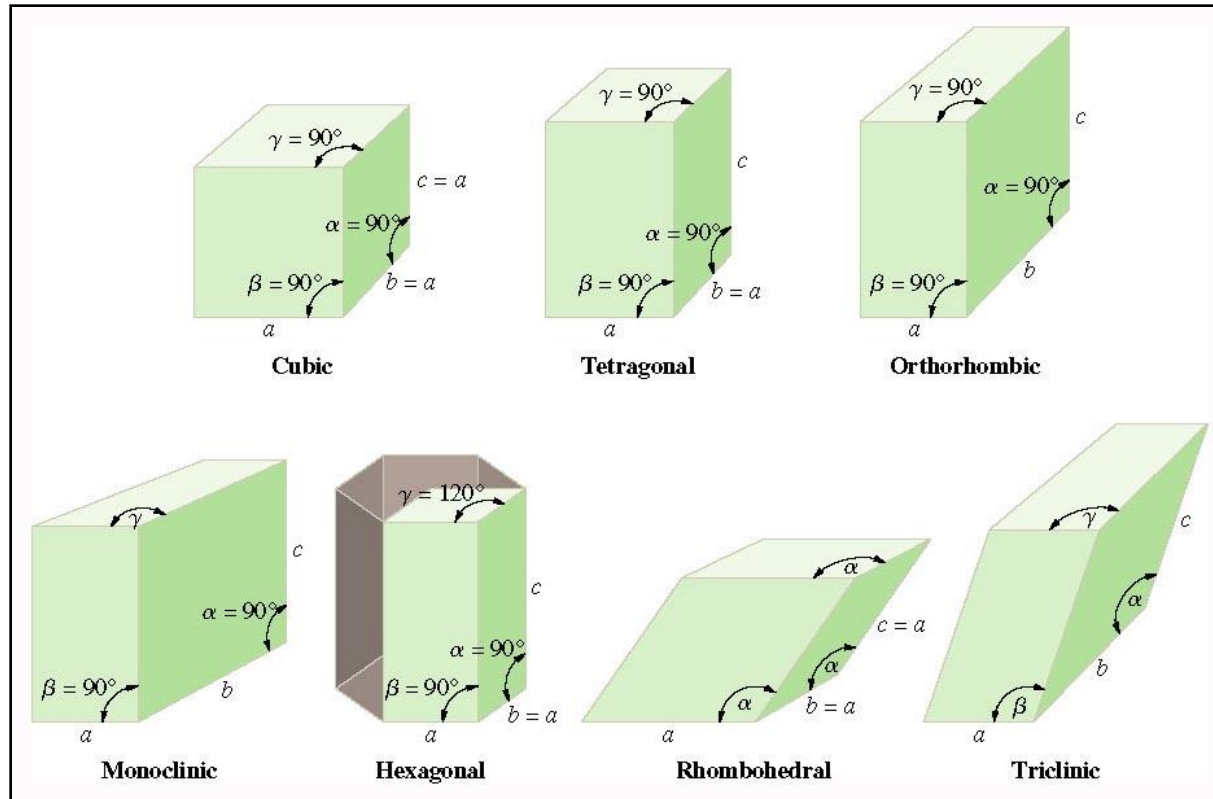 γ = 90°
c = a
α = 90°
β = 90°
b = a
a
Cubic
γ = 90°
c
α = 90°
β = 90°
b = a
a
Tetragonal
γ = 90°
c
α = 90°
β = 90°
b
a
Orthorhombic
γ
c
α = 90°
β = 90°
b
a
Monoclinic
γ = 120°
c
α = 90°
β = 90°
b = a
a
Hexagonal
α
c = a
α
α
b = a
a
Rhombohedral
γ
c
α
b
β
a
Triclinic